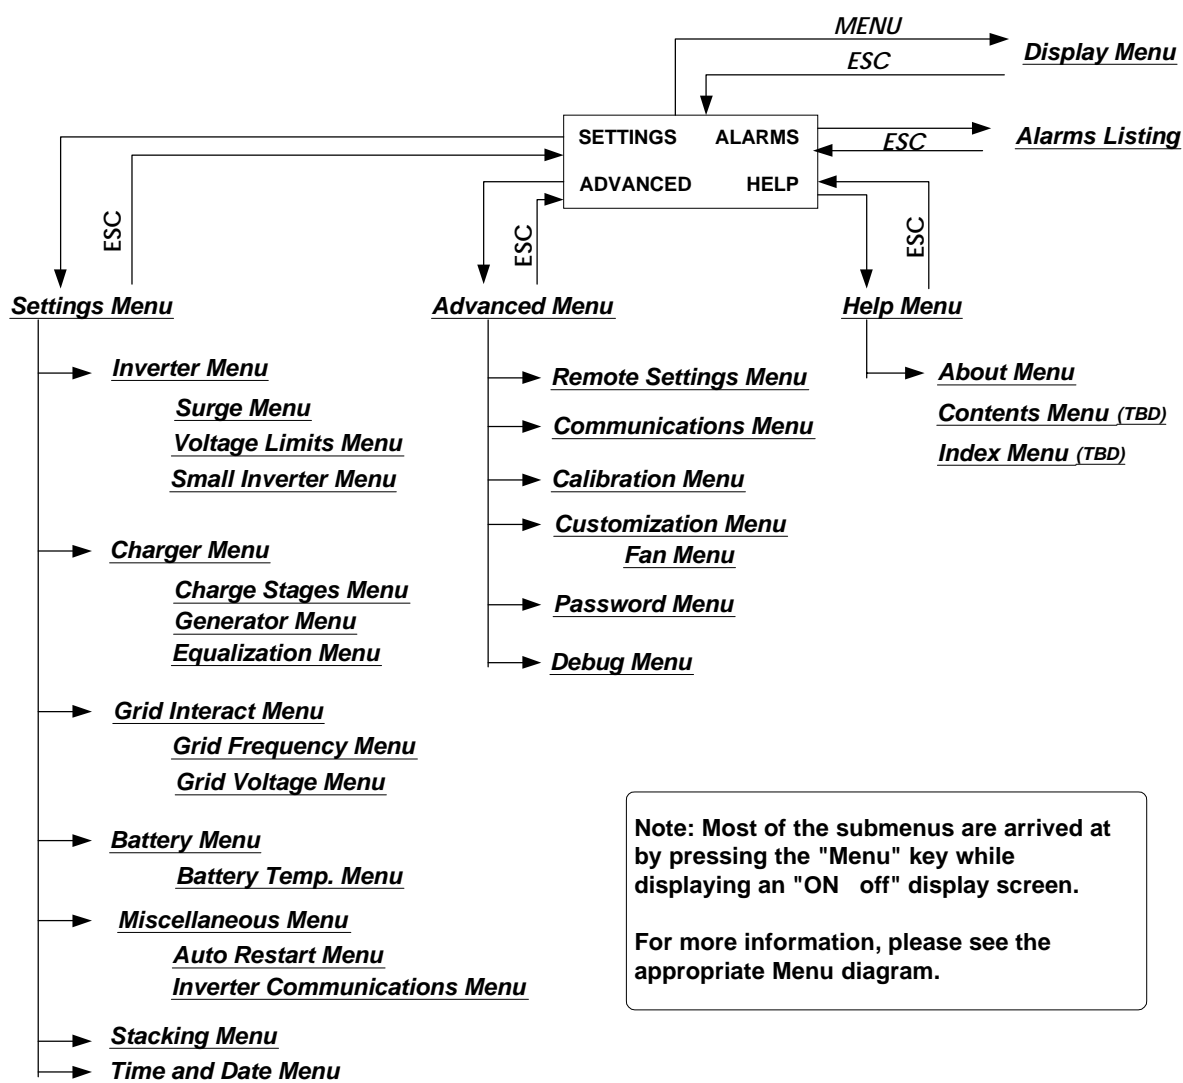 MENU
Display Menu
ESC
SETTINGS ALARMS
ESC
Alarms Listing
ADVANCED HELP
ESC
ESC
ESC
Settings Menu
Advanced Menu
Help Menu
Inverter Menu
Surge Menu
Voltage Limits Menu
Small Inverter Menu
Charger Menu
Charge Stages Menu
Generator Menu
Equalization Menu
Grid Interact Menu
Grid Frequency Menu
Grid Voltage Menu
Battery Menu
Battery Temp. Menu
Miscellaneous Menu
Auto Restart Menu
Inverter Communications Menu
Stacking Menu
Time and Date Menu
Remote Settings Menu
Communications Menu
Calibration Menu
Customization Menu
Fan Menu
Password Menu
Debug Menu
About Menu
Contents Menu (TBD)
Index Menu (TBD)
Note: Most of the submenus are arrived at
by pressing the "Menu" key while
displaying an "ON off" display screen.
For more information, please see the
appropriate Menu diagram.